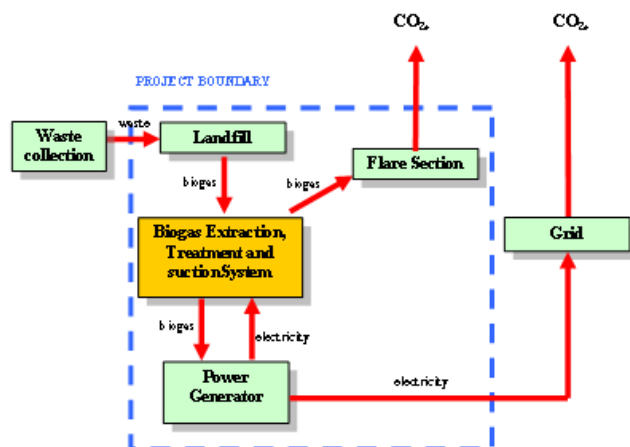 CO₂,
CO₂,
PROJECT BOUNDARY
waste
Waste
collection
Landfill
Flare Section
biogas
biogas
Biogas Extraction,
Treatment and
suctionSystem
Grid
biogas
electricity
Power
Generator
electricity